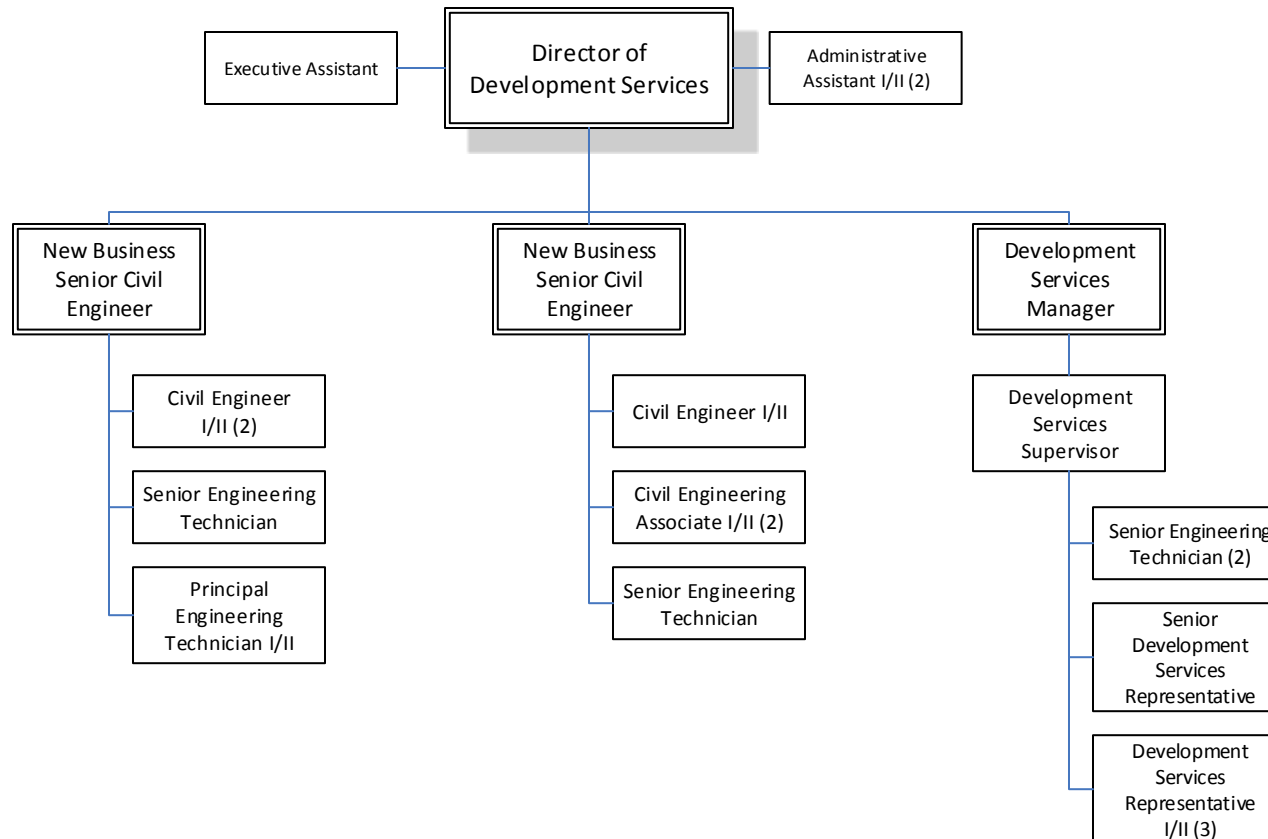 Executive Assistant
Director of
Development Services
Administrative
Assistant I/II (2)
New Business
Senior Civil
Engineer
New Business
Senior Civil
Engineer
Development
Services
Manager
Civil Engineer
I/II (2)
Senior Engineering
Technician
Principal
Engineering
Technician I/II
Civil Engineer I/II
Civil Engineering
Associate I/II (2)
Senior Engineering
Technician
Development
Services
Supervisor
Senior Engineering
Technician (2)
Senior
Development
Services
Representative
Development
Services
Representative
I/II (3)